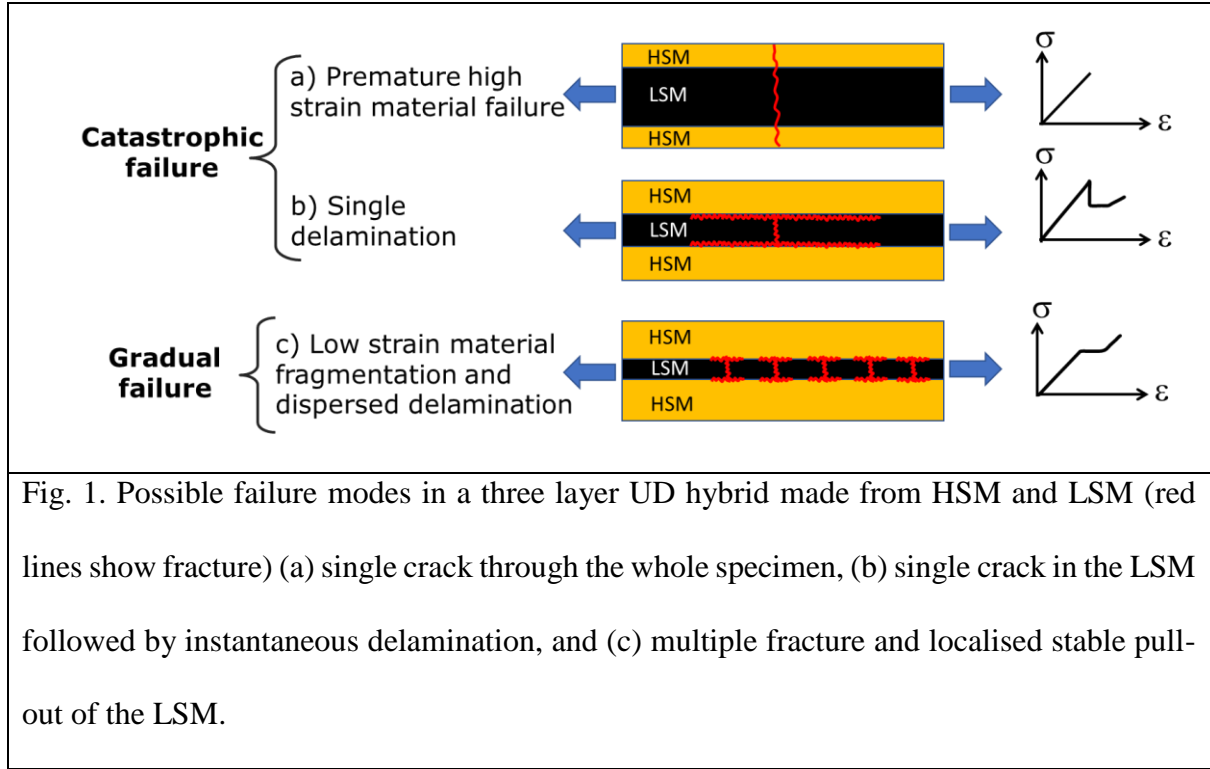 Catastrophic
failure
a) Premature high
strain material failure
HSM
LSM
HSM
σ
ε
b) Single
delamination
HSM
LSM
HSM
σ
ε
Gradual
failure
c) Low strain material
fragmentation and
dispersed delamination
HSM
LSM
HSM
σ
ε
Fig. 1. Possible failure modes in a three layer UD hybrid made from HSM and LSM (red
lines show fracture) (a) single crack through the whole specimen, (b) single crack in the LSM
followed by instantaneous delamination, and (c) multiple fracture and localised stable pull-
out of the LSM.